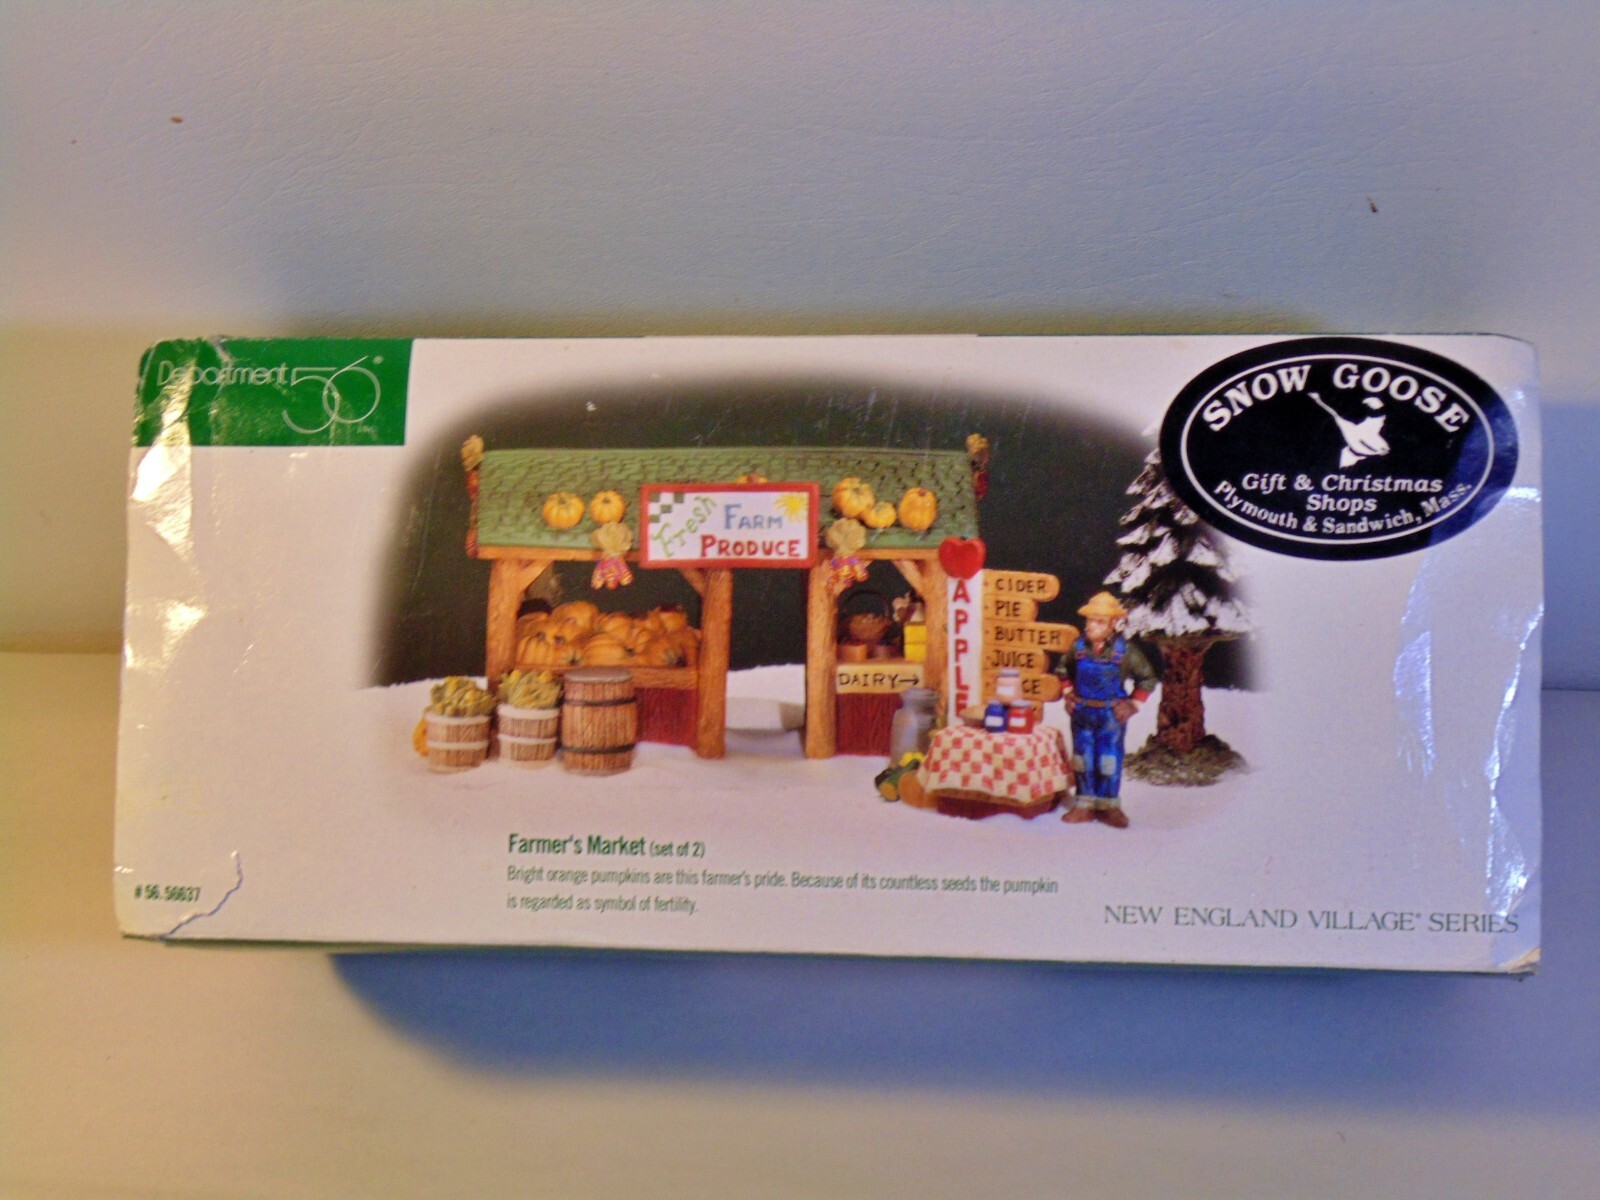 Department 56®
INC.
SNOW GOOSE
Gift & Christmas
Shops
Plymouth & Sandwich, Mass.
Fresh FARM
PRODUCE
APPLE
CIDER
PIE
BUTTER
JUICE
DAIRY→
Farmer's Market (set of 2)
Bright orange pumpkins are this farmer's pride. Because of its countless seeds the pumpkin
is regarded as symbol of fertility.
# 56.56637
NEW ENGLAND VILLAGE® SERIES